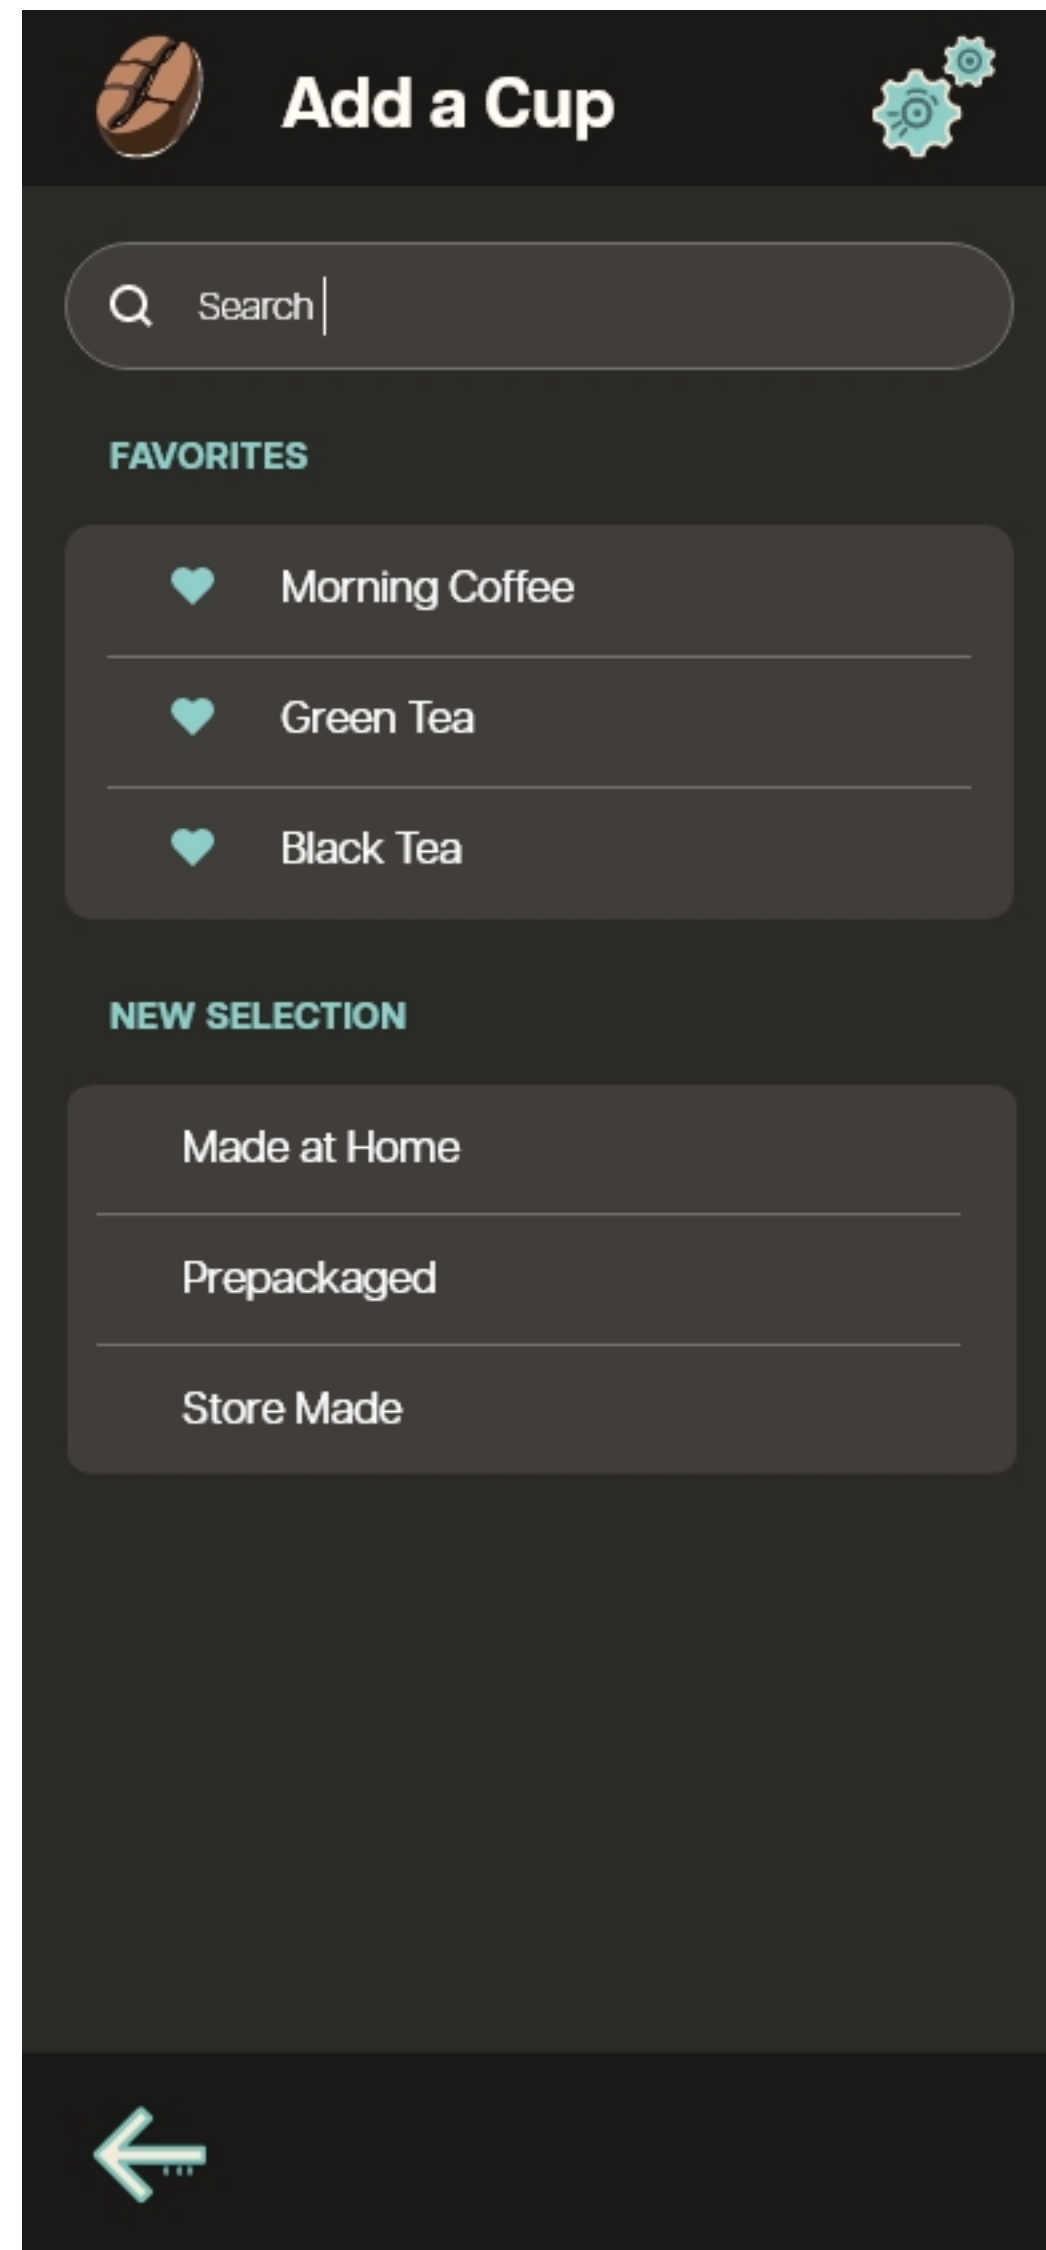 Add a Cup
Search
FAVORITES
Morning Coffee
Green Tea
Black Tea
NEW SELECTION
Made at Home
Prepackaged
Store Made